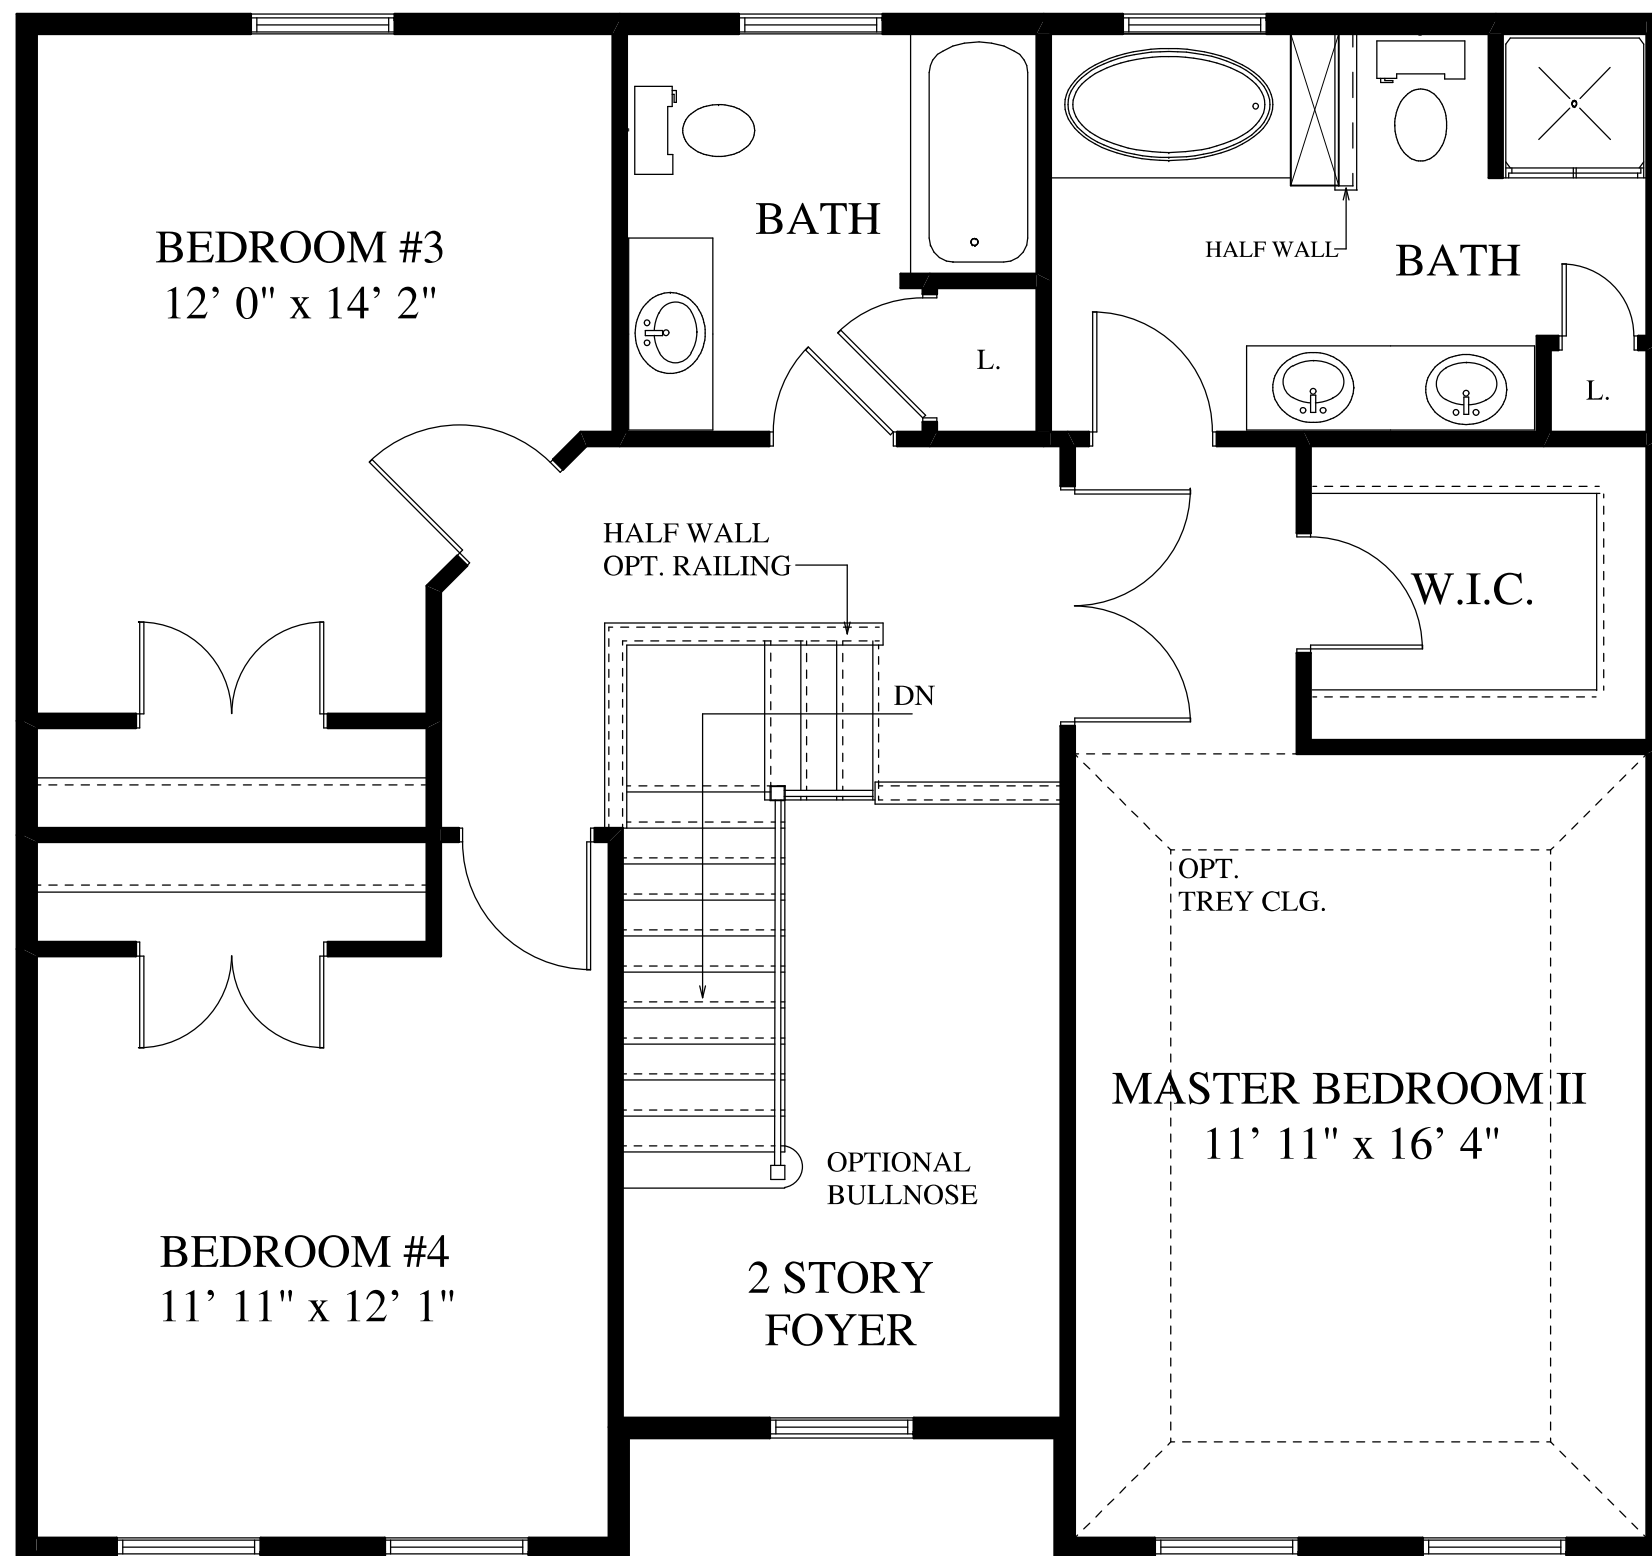 BEDROOM #3
12' 0" x 14' 2"
BATH
L.
HALF WALL
BATH
L.
HALF WALL
OPT. RAILING
DN
W.I.C.
OPT.
TREY CLG.
MASTER BEDROOM II
11' 11" x 16' 4"
OPTIONAL
BULLNOSE
BEDROOM #4
11' 11" x 12' 1"
2 STORY
FOYER